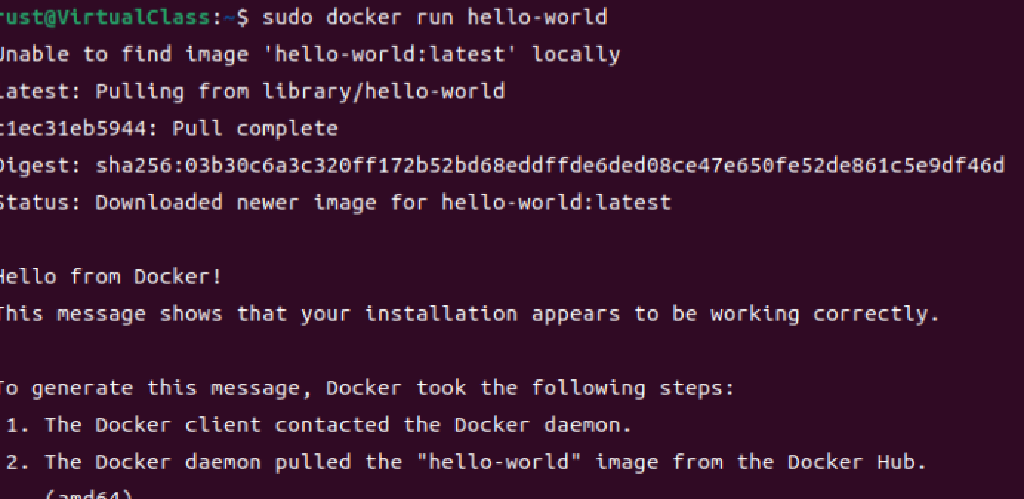 rust@VirtualClass:~$ sudo docker run hello-world
Unable to find image 'hello-world:latest' locally
latest: Pulling from library/hello-world
c1ec31eb5944: Pull complete
Digest: sha256:03b30c6a3c320ff172b52bd68eddffde6ded08ce47e650fe52de861c5e9df46d
Status: Downloaded newer image for hello-world:latest
Hello from Docker!
This message shows that your installation appears to be working correctly.
To generate this message, Docker took the following steps:
1. The Docker client contacted the Docker daemon.
2. The Docker daemon pulled the "hello-world" image from the Docker Hub.
(amd64)